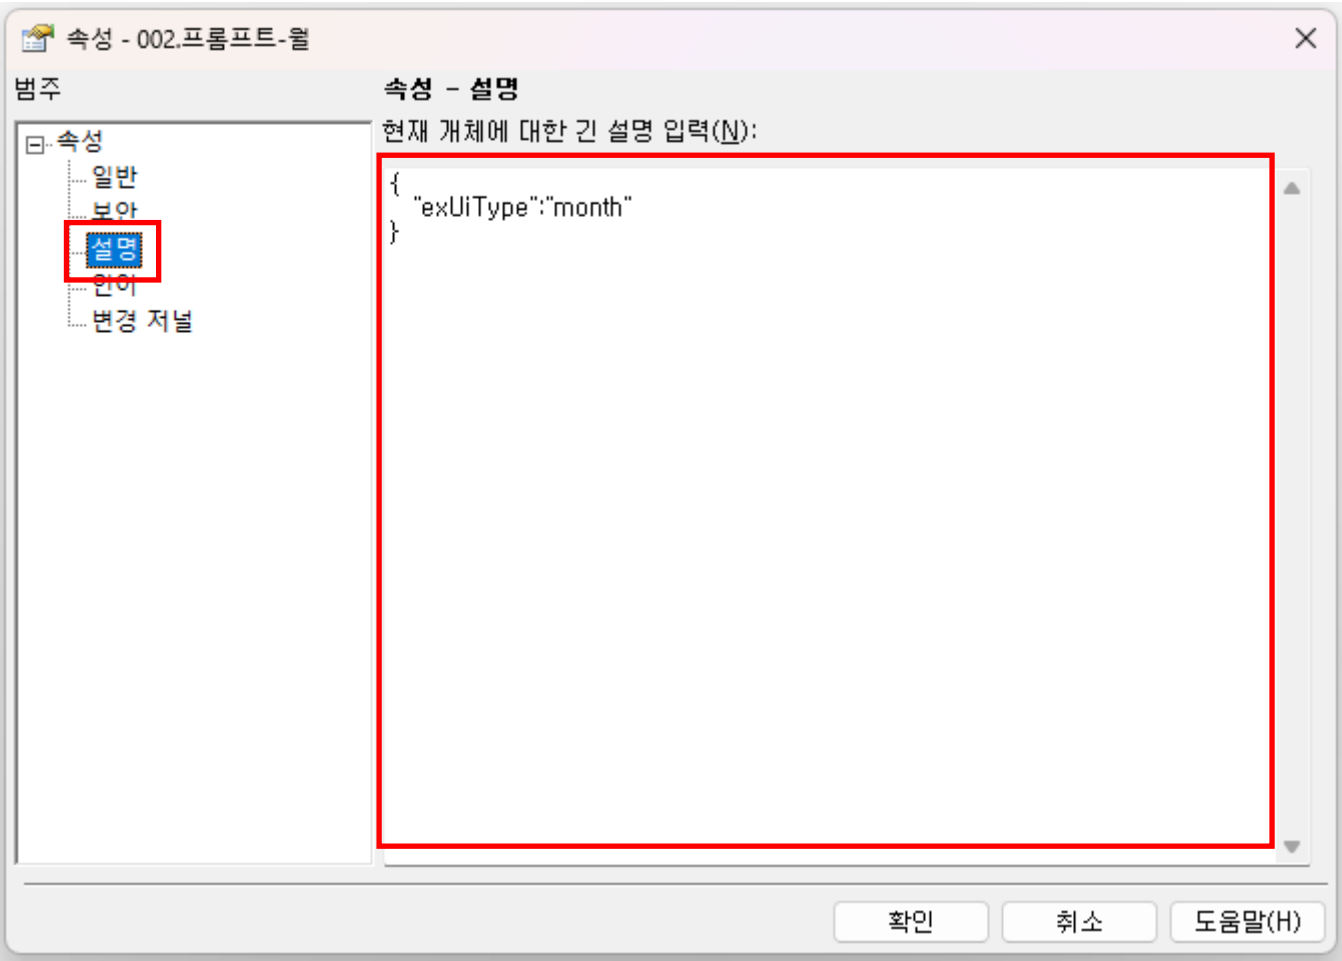 속성 - 002.프롬프트-월
범주
속성 - 설명
현재 개체에 대한 긴 설명 입력(N):
속성
일반
보안
설명
언어
변경 저널
{
"exUiType":"month"
}
확인
취소
도움말(H)